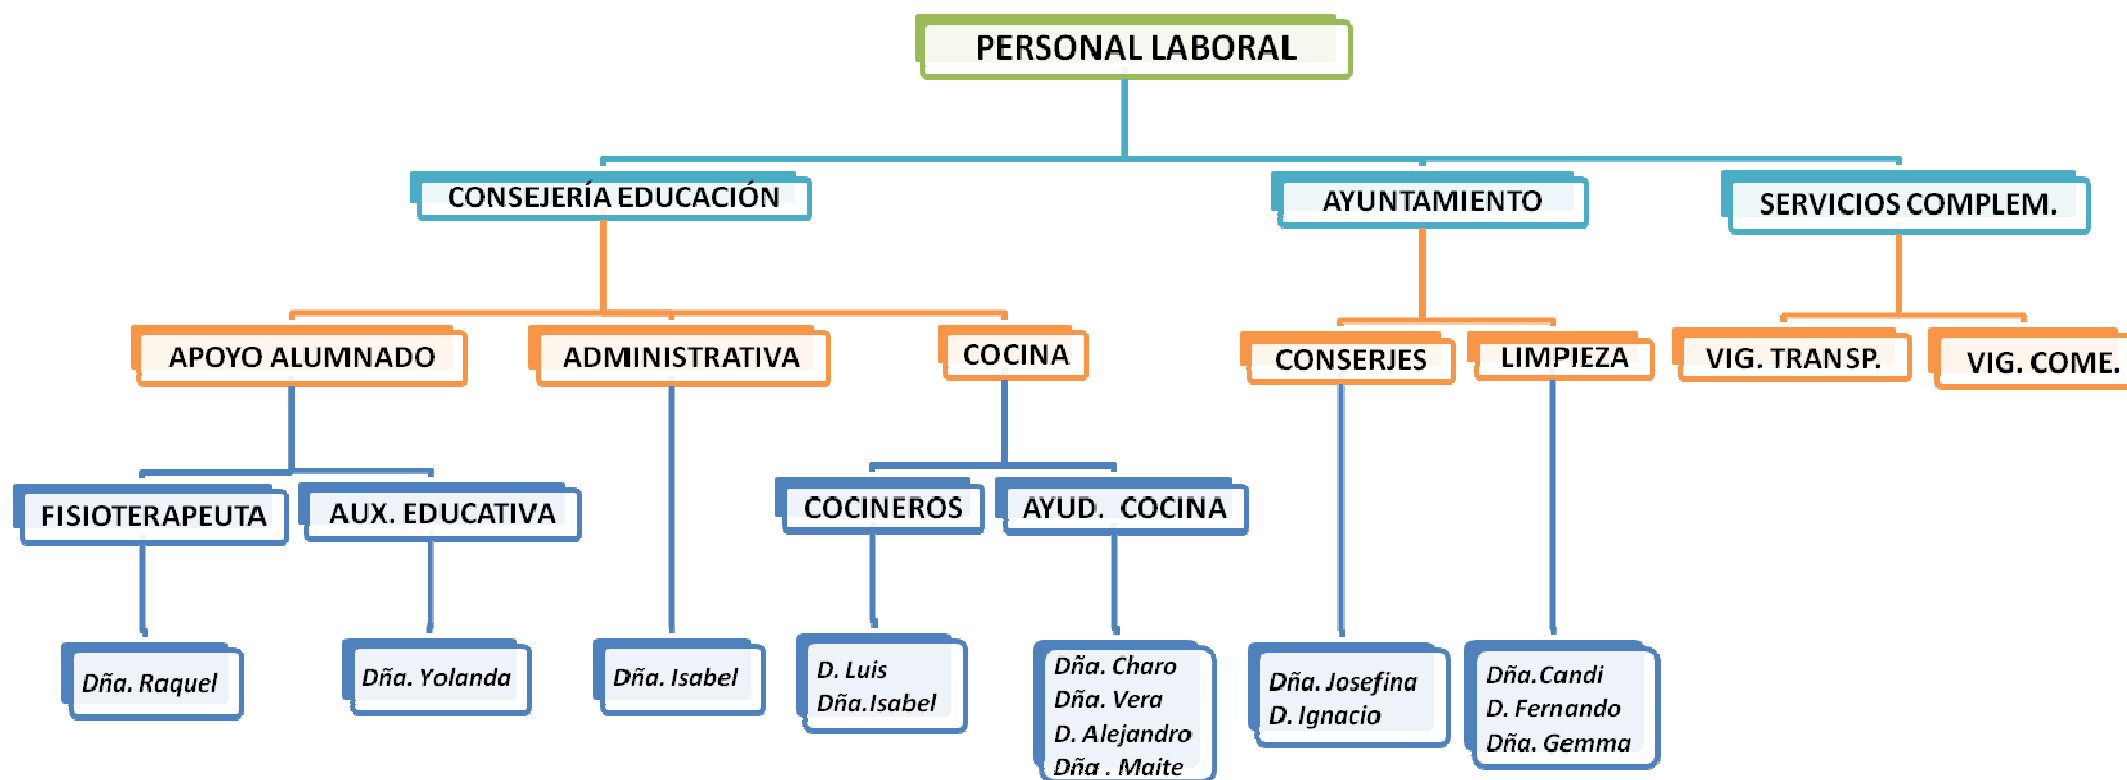 PERSONAL LABORAL
CONSEJERÍA EDUCACIÓN
AYUNTAMIENTO
SERVICIOS COMPLEM.
APOYO ALUMNADO
ADMINISTRATIVA
COCINA
CONSERJES
LIMPIEZA
VIG. TRANSP.
VIG. COME.
FISIOTERAPEUTA
AUX. EDUCATIVA
COCINEROS
AYUD. COCINA
Dña. Raquel
Dña. Yolanda
Dña. Isabel
D. Luis
Dña.Isabel
Dña. Charo
Dña. Vera
D. Alejandro
Dña . Maite
Dña. Josefina
D. Ignacio
Dña.Candi
D. Fernando
Dña. Gemma